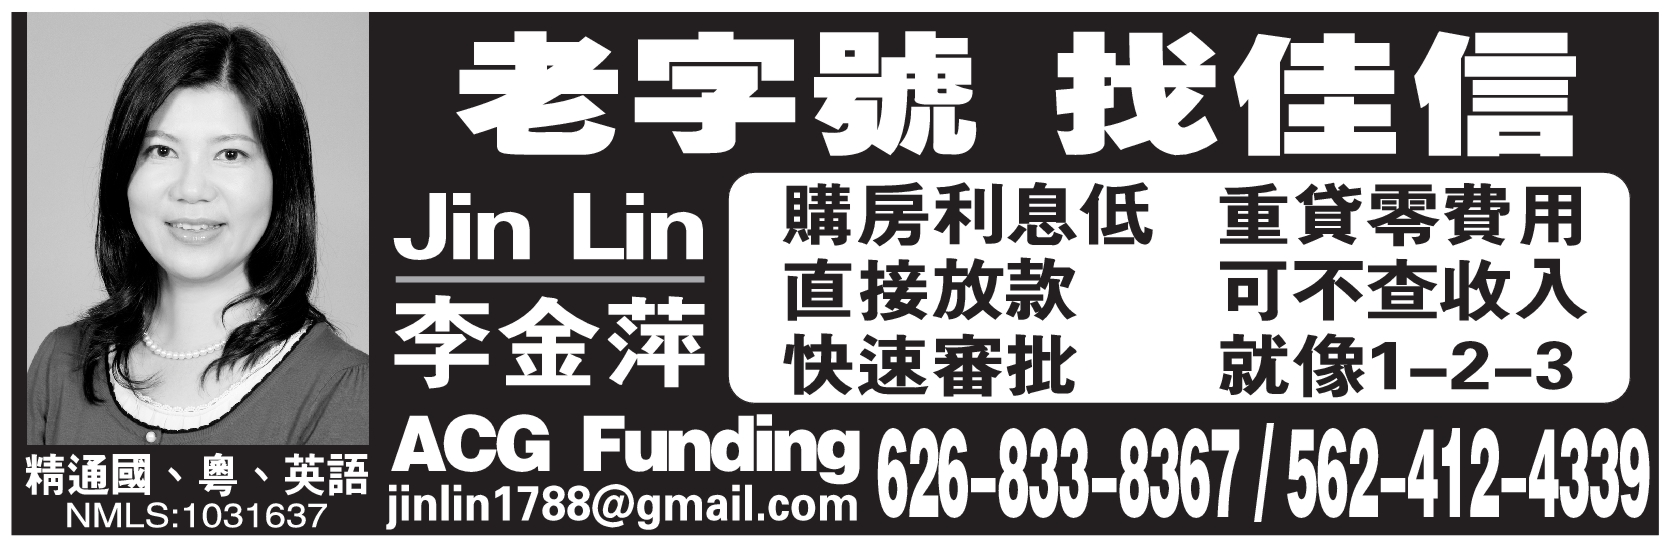 老字號 找佳信
Jin Lin
李金萍
購房利息低 重貸零費用
直接放款 可不查收入
快速審批 就像1-2-3
ACG Funding
jinlin1788@gmail.com
626-833-8367 / 562-412-4339
精通國、粵、英語
NMLS:1031637